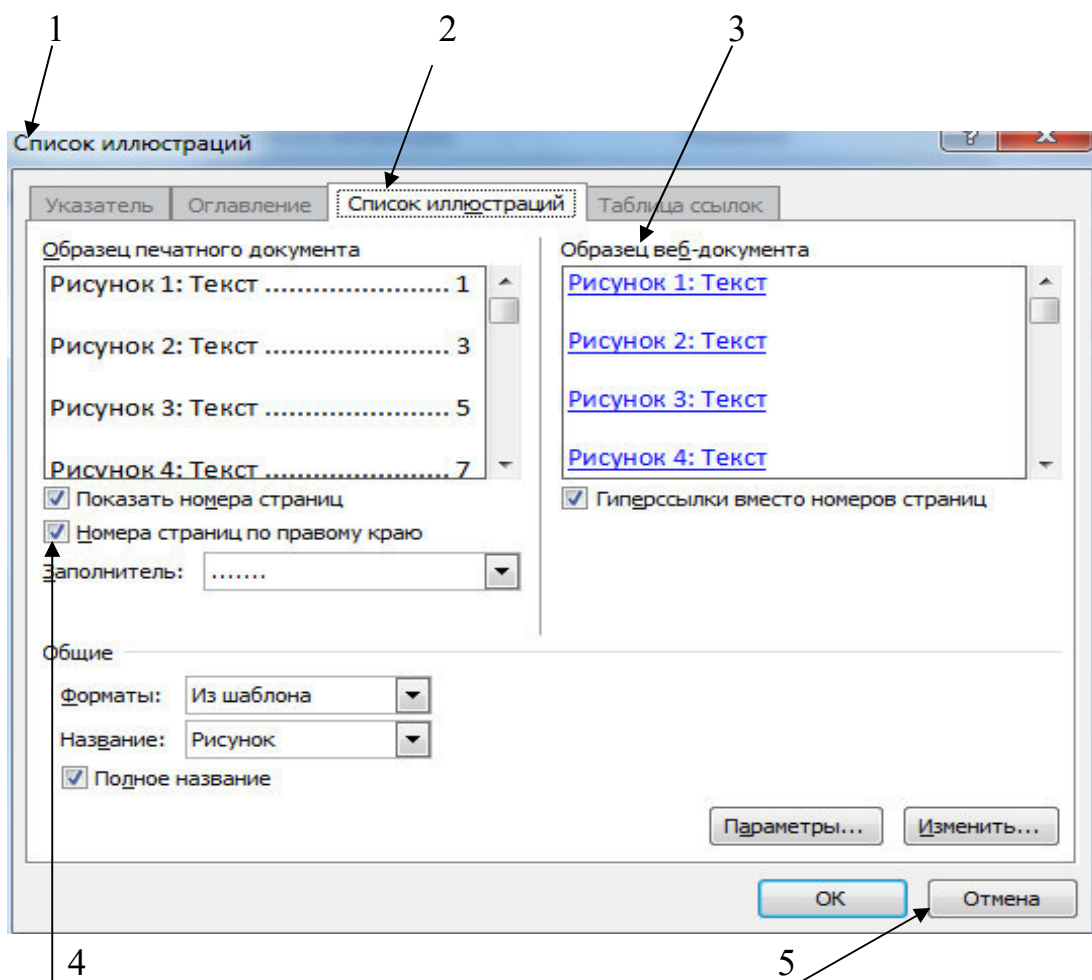 1 2 3
Список иллюстраций ? X
Указатель Оглавление Список иллюстраций Таблица ссылок
Образец печатного документа
Рисунок 1: Текст ...................... 1
Рисунок 2: Текст ...................... 3
Рисунок 3: Текст ...................... 5
Рисунок 4: Текст ...................... 7
Показать номера страниц
Номера страниц по правому краю
Заполнитель: .......
Образец веб-документа
Рисунок 1: Текст
Рисунок 2: Текст
Рисунок 3: Текст
Рисунок 4: Текст
Гиперссылки вместо номеров страниц
Общие
Форматы: Из шаблона
Название: Рисунок
Полное название
Параметры... Изменить...
ОК Отмена
4 5